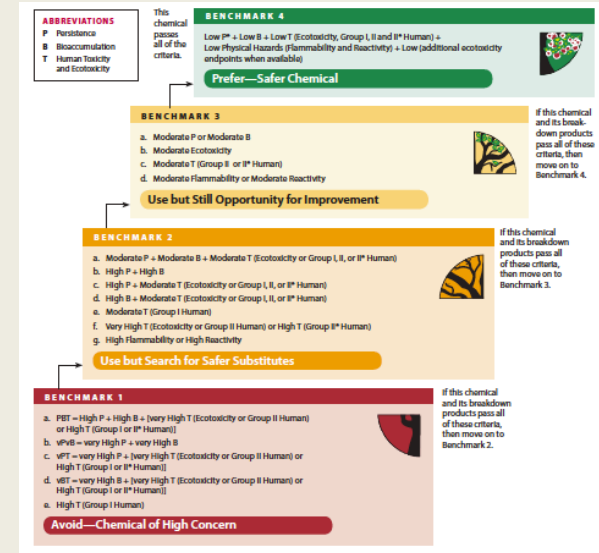 ABBREVIATIONS
P Persistence
B Bioaccumulation
T Human Toxicity
and Ecotoxicity
This
chemical
passes
all of the
criteria.
BENCHMARK 4
Low P* + Low B + Low T (Ecotoxicity, Group I, II and II* Human) +
Low Physical Hazards (Flammability and Reactivity) + Low (additional ecotoxicity
endpoints when available)
Prefer—Safer Chemical
BENCHMARK 3
a. Moderate P or Moderate B
b. Moderate Ecotoxicity
c. Moderate T (Group II or II* Human)
d. Moderate Flammability or Moderate Reactivity
Use but Still Opportunity for Improvement
If this chemical
and its break-
down products
pass all of these
criteria, then
move on to
Benchmark 4.
BENCHMARK 2
a. Moderate P + Moderate B + Moderate T (Ecotoxicity or Group I, II, or II* Human)
b. High P + High B
c. High P + Moderate T (Ecotoxicity or Group I, II, or II* Human)
d. High B + Moderate T (Ecotoxicity or Group I, II, or II* Human)
e. Moderate T (Group I Human)
f. Very High T (Ecotoxicity or Group II Human) or High T (Group II* Human)
g. High Flammability or High Reactivity
Use but Search for Safer Substitutes
If this chemical
and its breakdown
products pass all
of these criteria,
then move on to
Benchmark 3.
BENCHMARK 1
a. PBT = High P + High B + [very High T (Ecotoxicity or Group II Human)
or High T (Group I or II* Human)]
b. vPvB = very High P + very High B
c. vPT = very High P + [very High T (Ecotoxicity or Group II Human) or
High T (Group I or II* Human)]
d. vBT = very High B + [very High T (Ecotoxicity or Group II Human) or
High T (Group I or II* Human)]
e. High T (Group I Human)
Avoid—Chemical of High Concern
If this chemical
and its breakdown
products pass all
of these criteria,
then move on to
Benchmark 2.